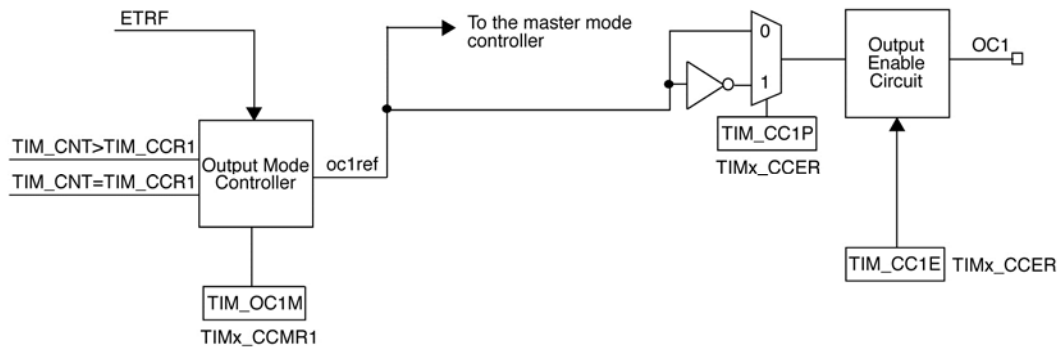 ETRF
To the master mode
controller
0
1
Output
Enable
Circuit
OC1
TIM_CNT>TIM_CCR1
TIM_CNT=TIM_CCR1
Output Mode
Controller
oc1ref
TIM_CC1P
TIMx_CCER
TIM_CC1E
TIMx_CCER
TIM_OC1M
TIMx_CCMR1